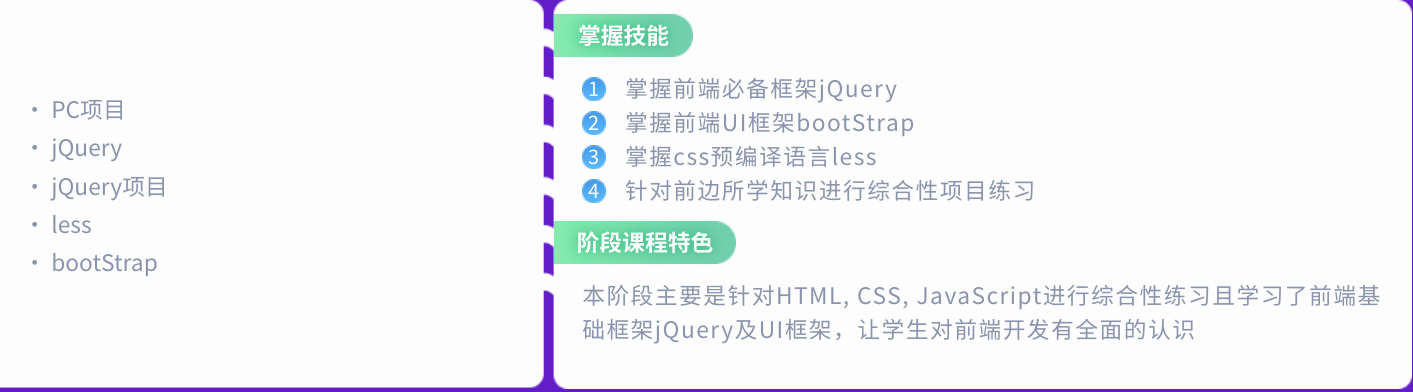 • PC项目
• jQuery
• jQuery项目
• less
• bootStrap
掌握技能
1 掌握前端必备框架jQuery
2 掌握前端UI框架bootStrap
3 掌握css预编译语言less
4 针对前边所学知识进行综合性项目练习
阶段课程特色
本阶段主要是针对HTML, CSS, JavaScript进行综合性练习且学习了前端基
础框架jQuery及UI框架，让学生对前端开发有全面的认识